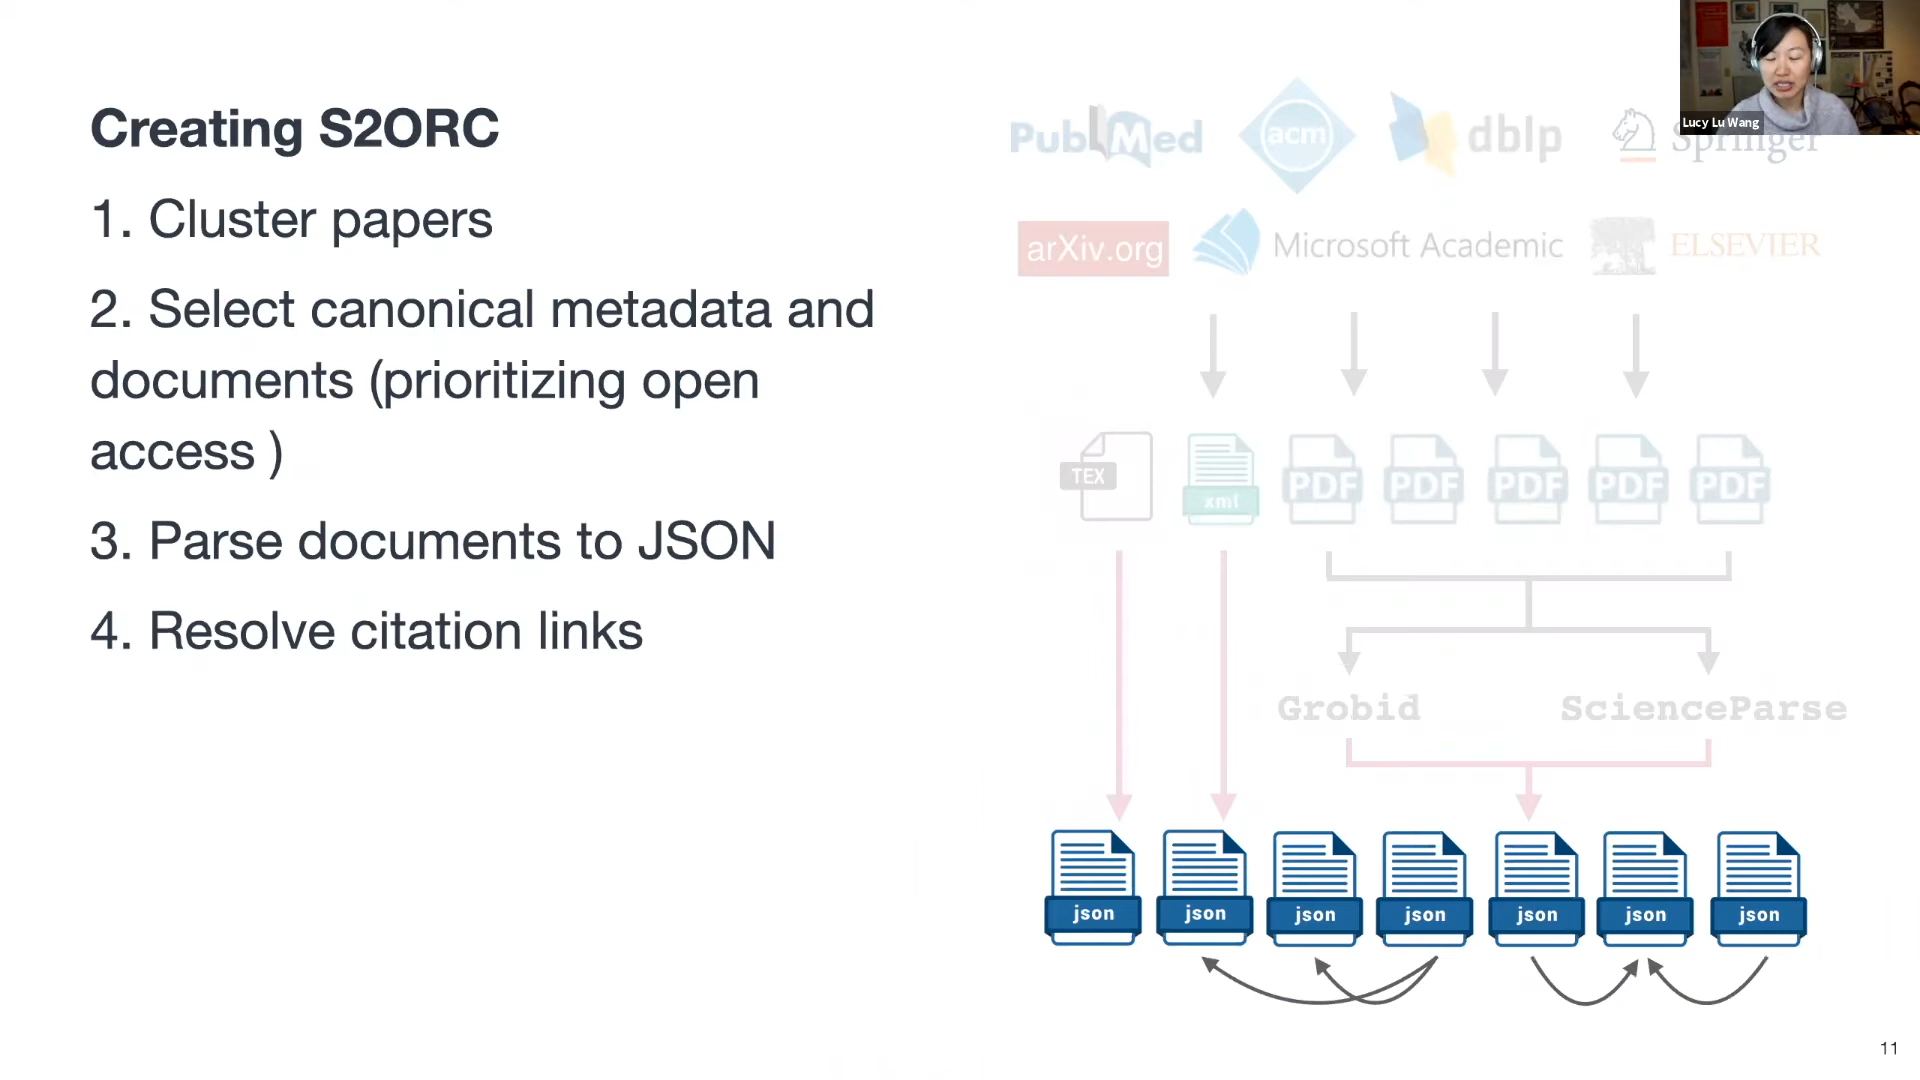 Creating S2ORC
1. Cluster papers
2. Select canonical metadata and
documents (prioritizing open
access )
3. Parse documents to JSON
4. Resolve citation links
PubMed
acm
dblp
Springer
arXiv.org
Microsoft Academic
ELSEVIER
TEX
xml
PDF
PDF
PDF
PDF
PDF
Grobid
ScienceParse
json
json
json
json
json
json
json
Lucy Lu Wang
11